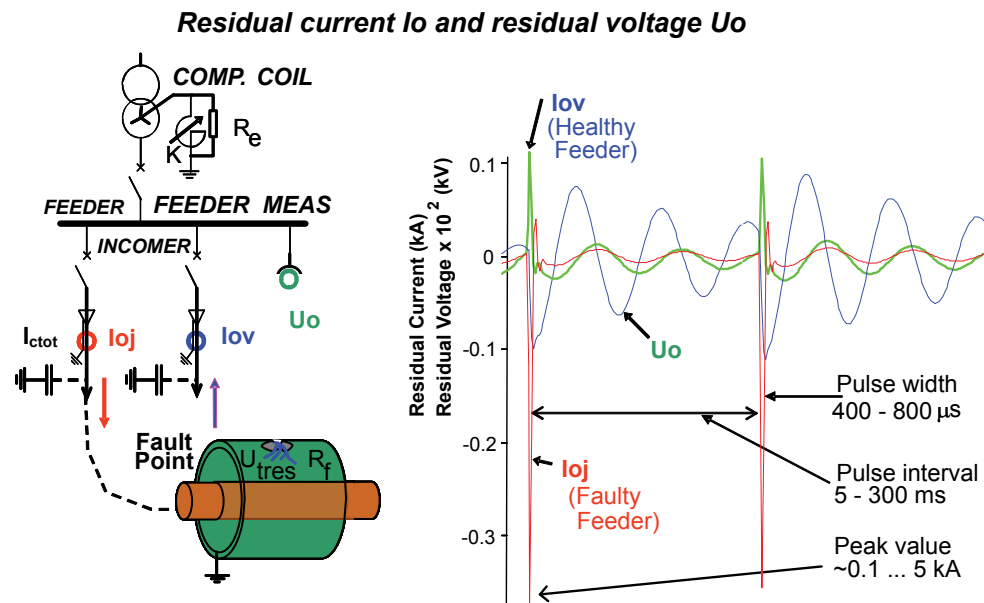 Residual current Io and residual voltage Uo
COMP. COIL
Re
K
FEEDER
FEEDER MEAS
INCOMER
Uo
Ictot
Ioj
Iov
Fault
Point
Utres
Rf
Residual Current (kA)
Residual Voltage x 10² (kV)
0.1
0
-0.1
-0.2
-0.3
Iov
(Healthy
Feeder)
Uo
Ioj
(Faulty
Feeder)
Pulse width
400 - 800 µs
Pulse interval
5 - 300 ms
Peak value
~0.1 ... 5 kA